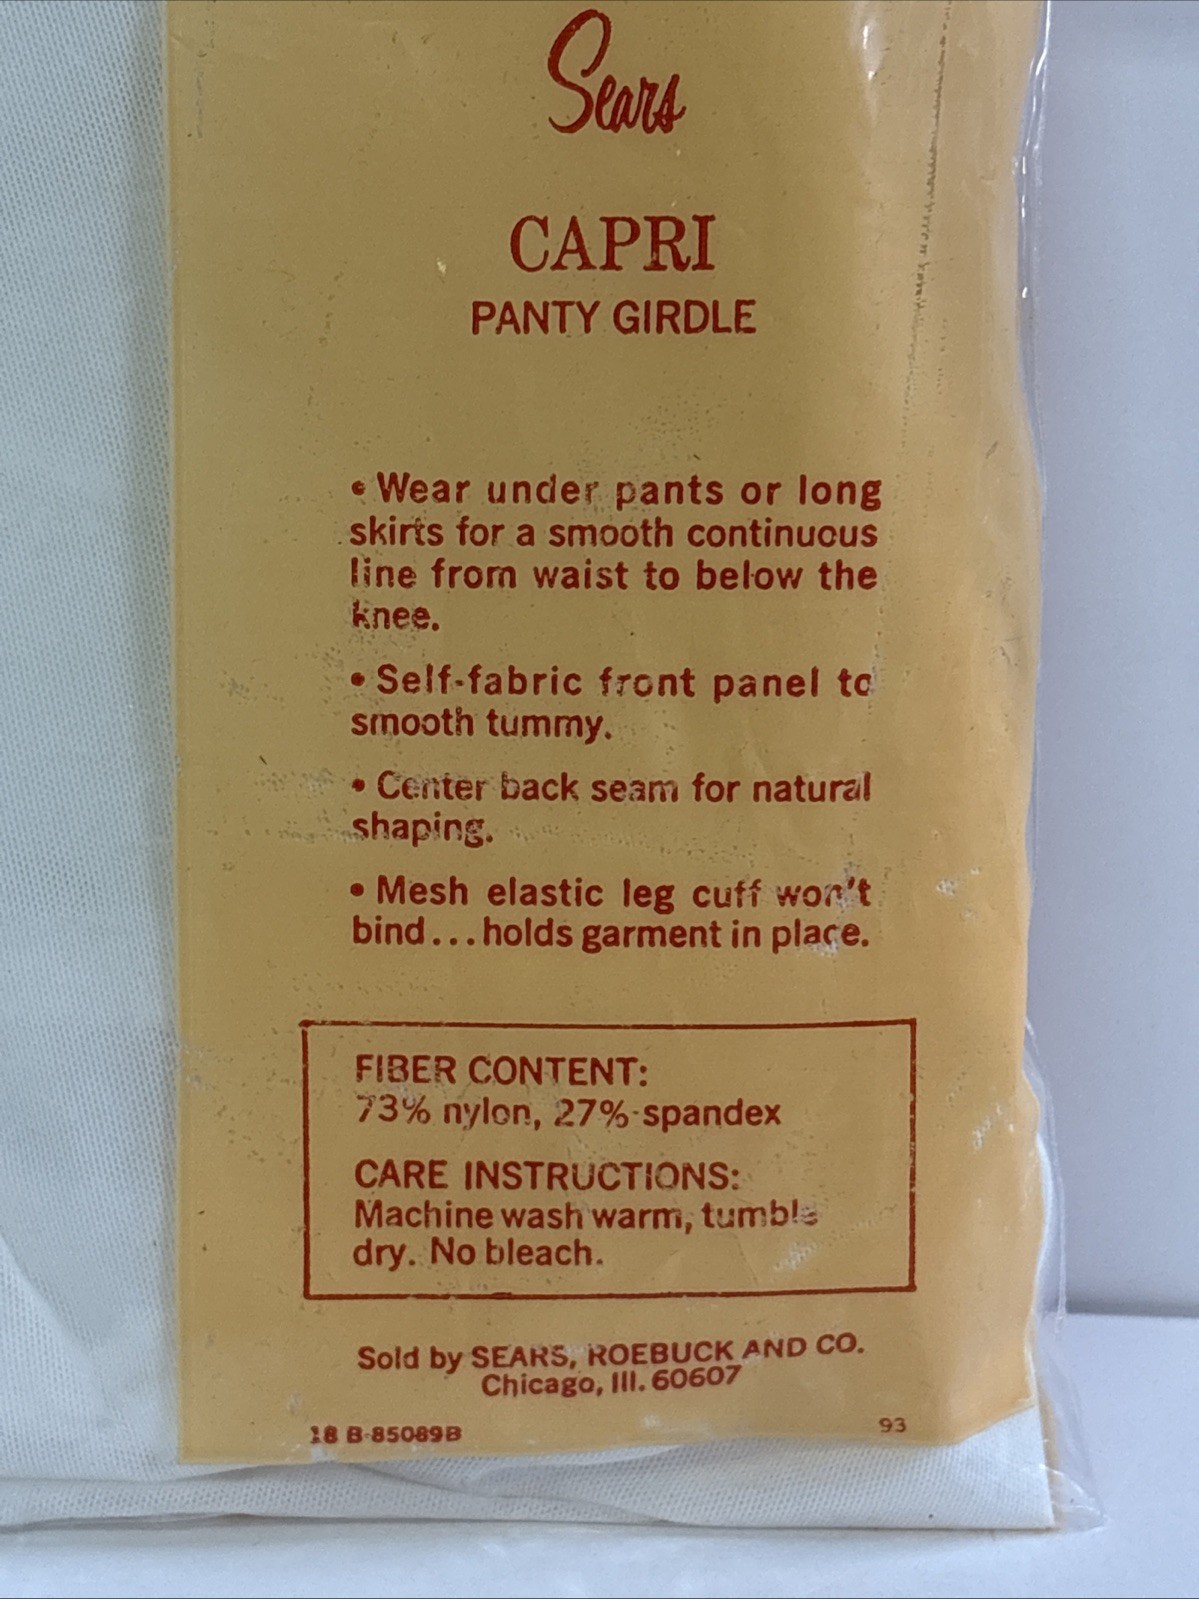 Sears
CAPRI
PANTY GIRDLE
• Wear under pants or long
skirts for a smooth continuous
line from waist to below the
knee.
• Self-fabric front panel to
smooth tummy.
• Center back seam for natural
shaping.
• Mesh elastic leg cuff won't
bind...holds garment in place.
FIBER CONTENT:
73% nylon, 27% spandex
CARE INSTRUCTIONS:
Machine wash warm, tumble
dry. No bleach.
Sold by SEARS, ROEBUCK AND CO.
Chicago, Ill. 60607
18 B-85089B
93